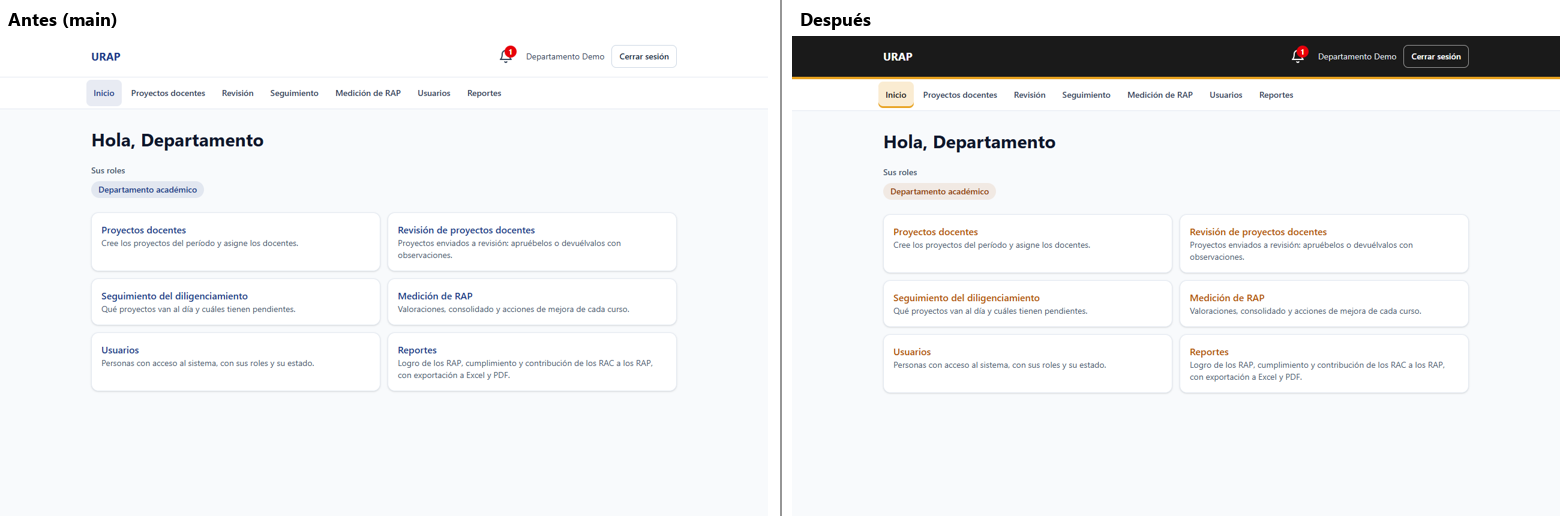 Antes (main)
URAP
1
Departamento Demo
Cerrar sesión
Inicio
Proyectos docentes
Revisión
Seguimiento
Medición de RAP
Usuarios
Reportes
Hola, Departamento
Sus roles
Departamento académico
Proyectos docentes
Cree los proyectos del período y asigne los docentes.
Revisión de proyectos docentes
Proyectos enviados a revisión: apruébelos o devuélvalos con
observaciones.
Seguimiento del diligenciamiento
Qué proyectos van al día y cuáles tienen pendientes.
Medición de RAP
Valoraciones, consolidado y acciones de mejora de cada curso.
Usuarios
Personas con acceso al sistema, con sus roles y su estado.
Reportes
Logro de los RAP, cumplimiento y contribución de los RAC a los RAP,
con exportación a Excel y PDF.
Después
URAP
1
Departamento Demo
Cerrar sesión
Inicio
Proyectos docentes
Revisión
Seguimiento
Medición de RAP
Usuarios
Reportes
Hola, Departamento
Sus roles
Departamento académico
Proyectos docentes
Cree los proyectos del período y asigne los docentes.
Revisión de proyectos docentes
Proyectos enviados a revisión: apruébelos o devuélvalos con
observaciones.
Seguimiento del diligenciamiento
Qué proyectos van al día y cuáles tienen pendientes.
Medición de RAP
Valoraciones, consolidado y acciones de mejora de cada curso.
Usuarios
Personas con acceso al sistema, con sus roles y su estado.
Reportes
Logro de los RAP, cumplimiento y contribución de los RAC a los RAP,
con exportación a Excel y PDF.